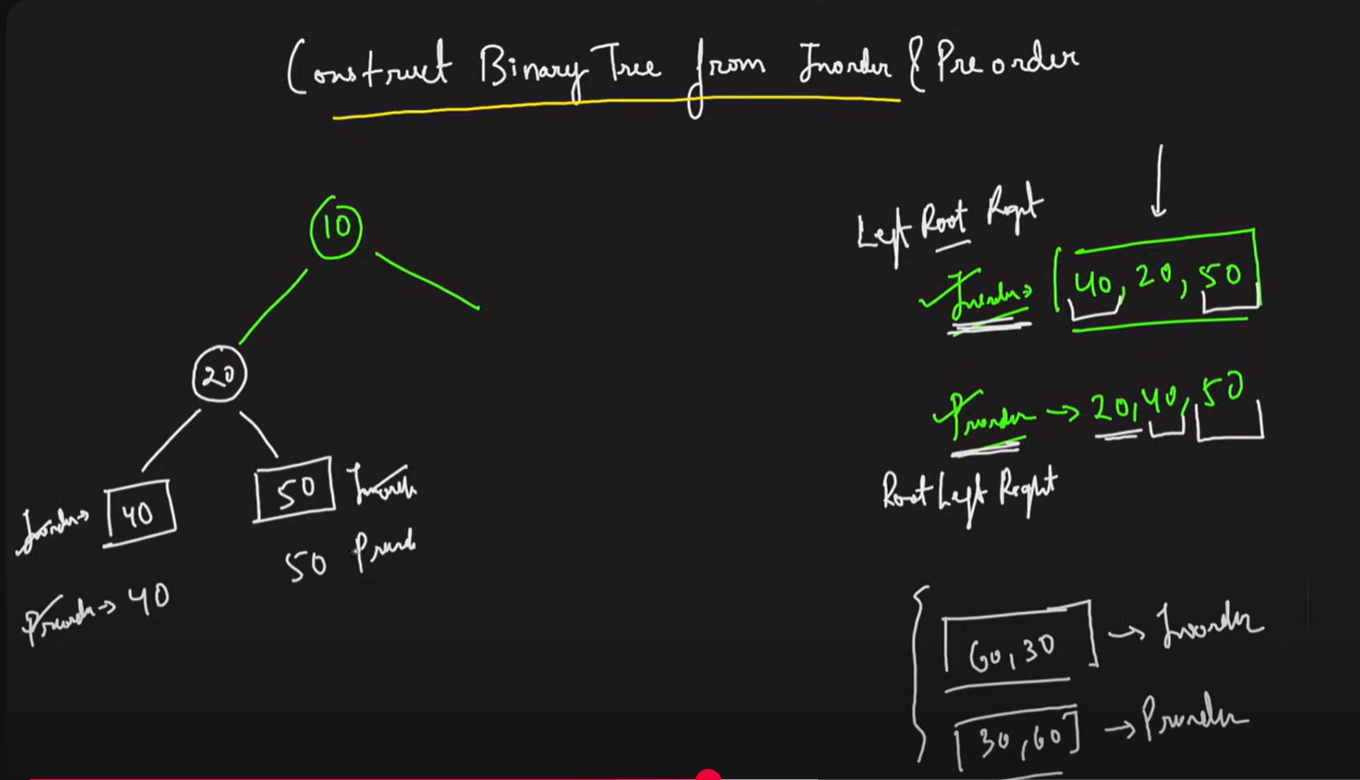 Construct Binary Tree from Inorder & Preorder
10
20
Inorder → 40
Preorder → 40
50 Inorder
50 Preord
Left Root Right
Inorder → [40, 20, 50]
Preorder → 20, 40, 50
Root Left Right
[60, 30] → Inorder
[30, 60] → Preorder